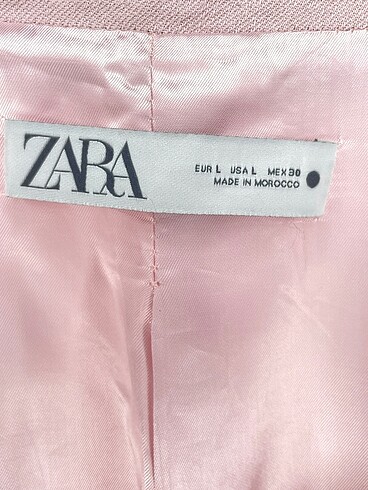 ZARA
EUR L USA L MEX 30
MADE IN MOROCCO